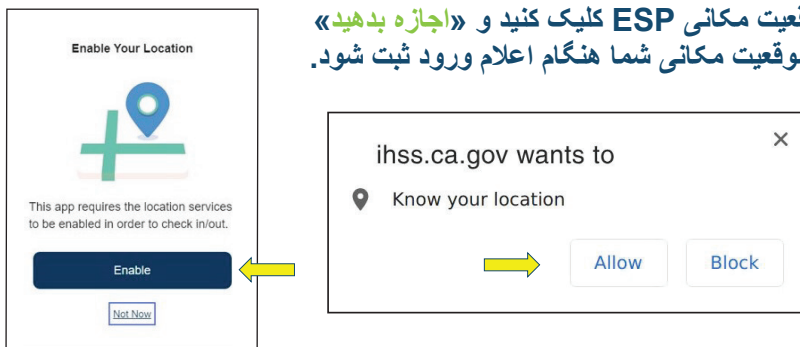 موقعیت مکانی ESP کلیک کنید و «اجازه بدهید»
موقعیت مکانی شما هنگام اعلام ورود ثبت شود.
Enable Your Location
This app requires the location services
to be enabled in order to check in/out.
Enable
Not Now
ihss.ca.gov wants to
×
Know your location
Allow
Block